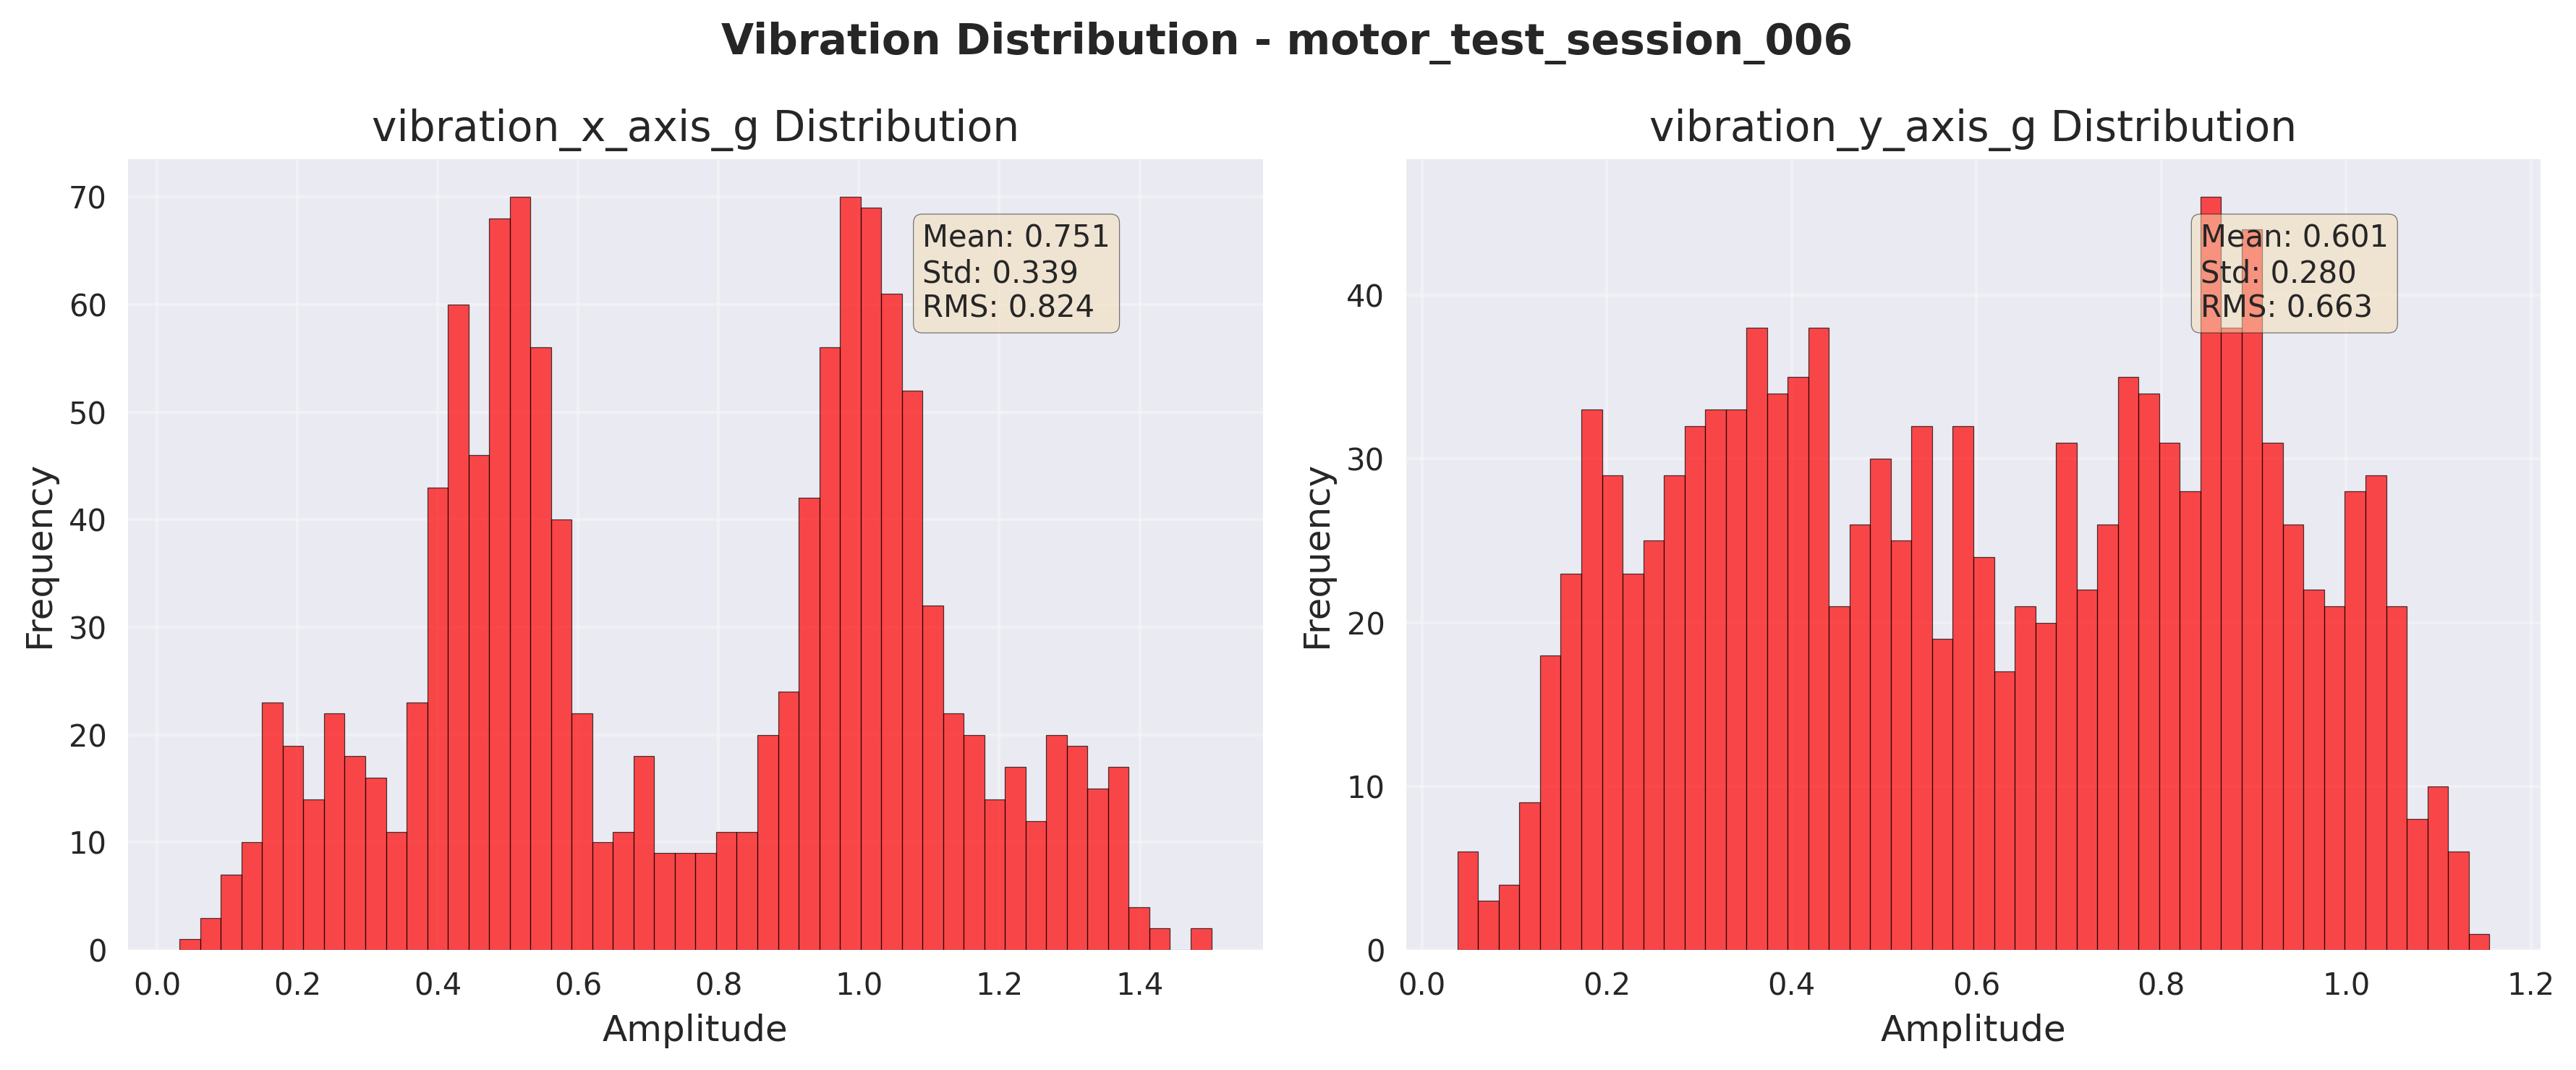 Vibration Distribution - motor_test_session_006
vibration_x_axis_g Distribution
70
60
50
40
30
20
10
0
Frequency
Mean: 0.751
Std: 0.339
RMS: 0.824
0.0 0.2 0.4 0.6 0.8 1.0 1.2 1.4
Amplitude
vibration_y_axis_g Distribution
40
30
20
10
0
Frequency
Mean: 0.601
Std: 0.280
RMS: 0.663
0.0 0.2 0.4 0.6 0.8 1.0 1.2
Amplitude